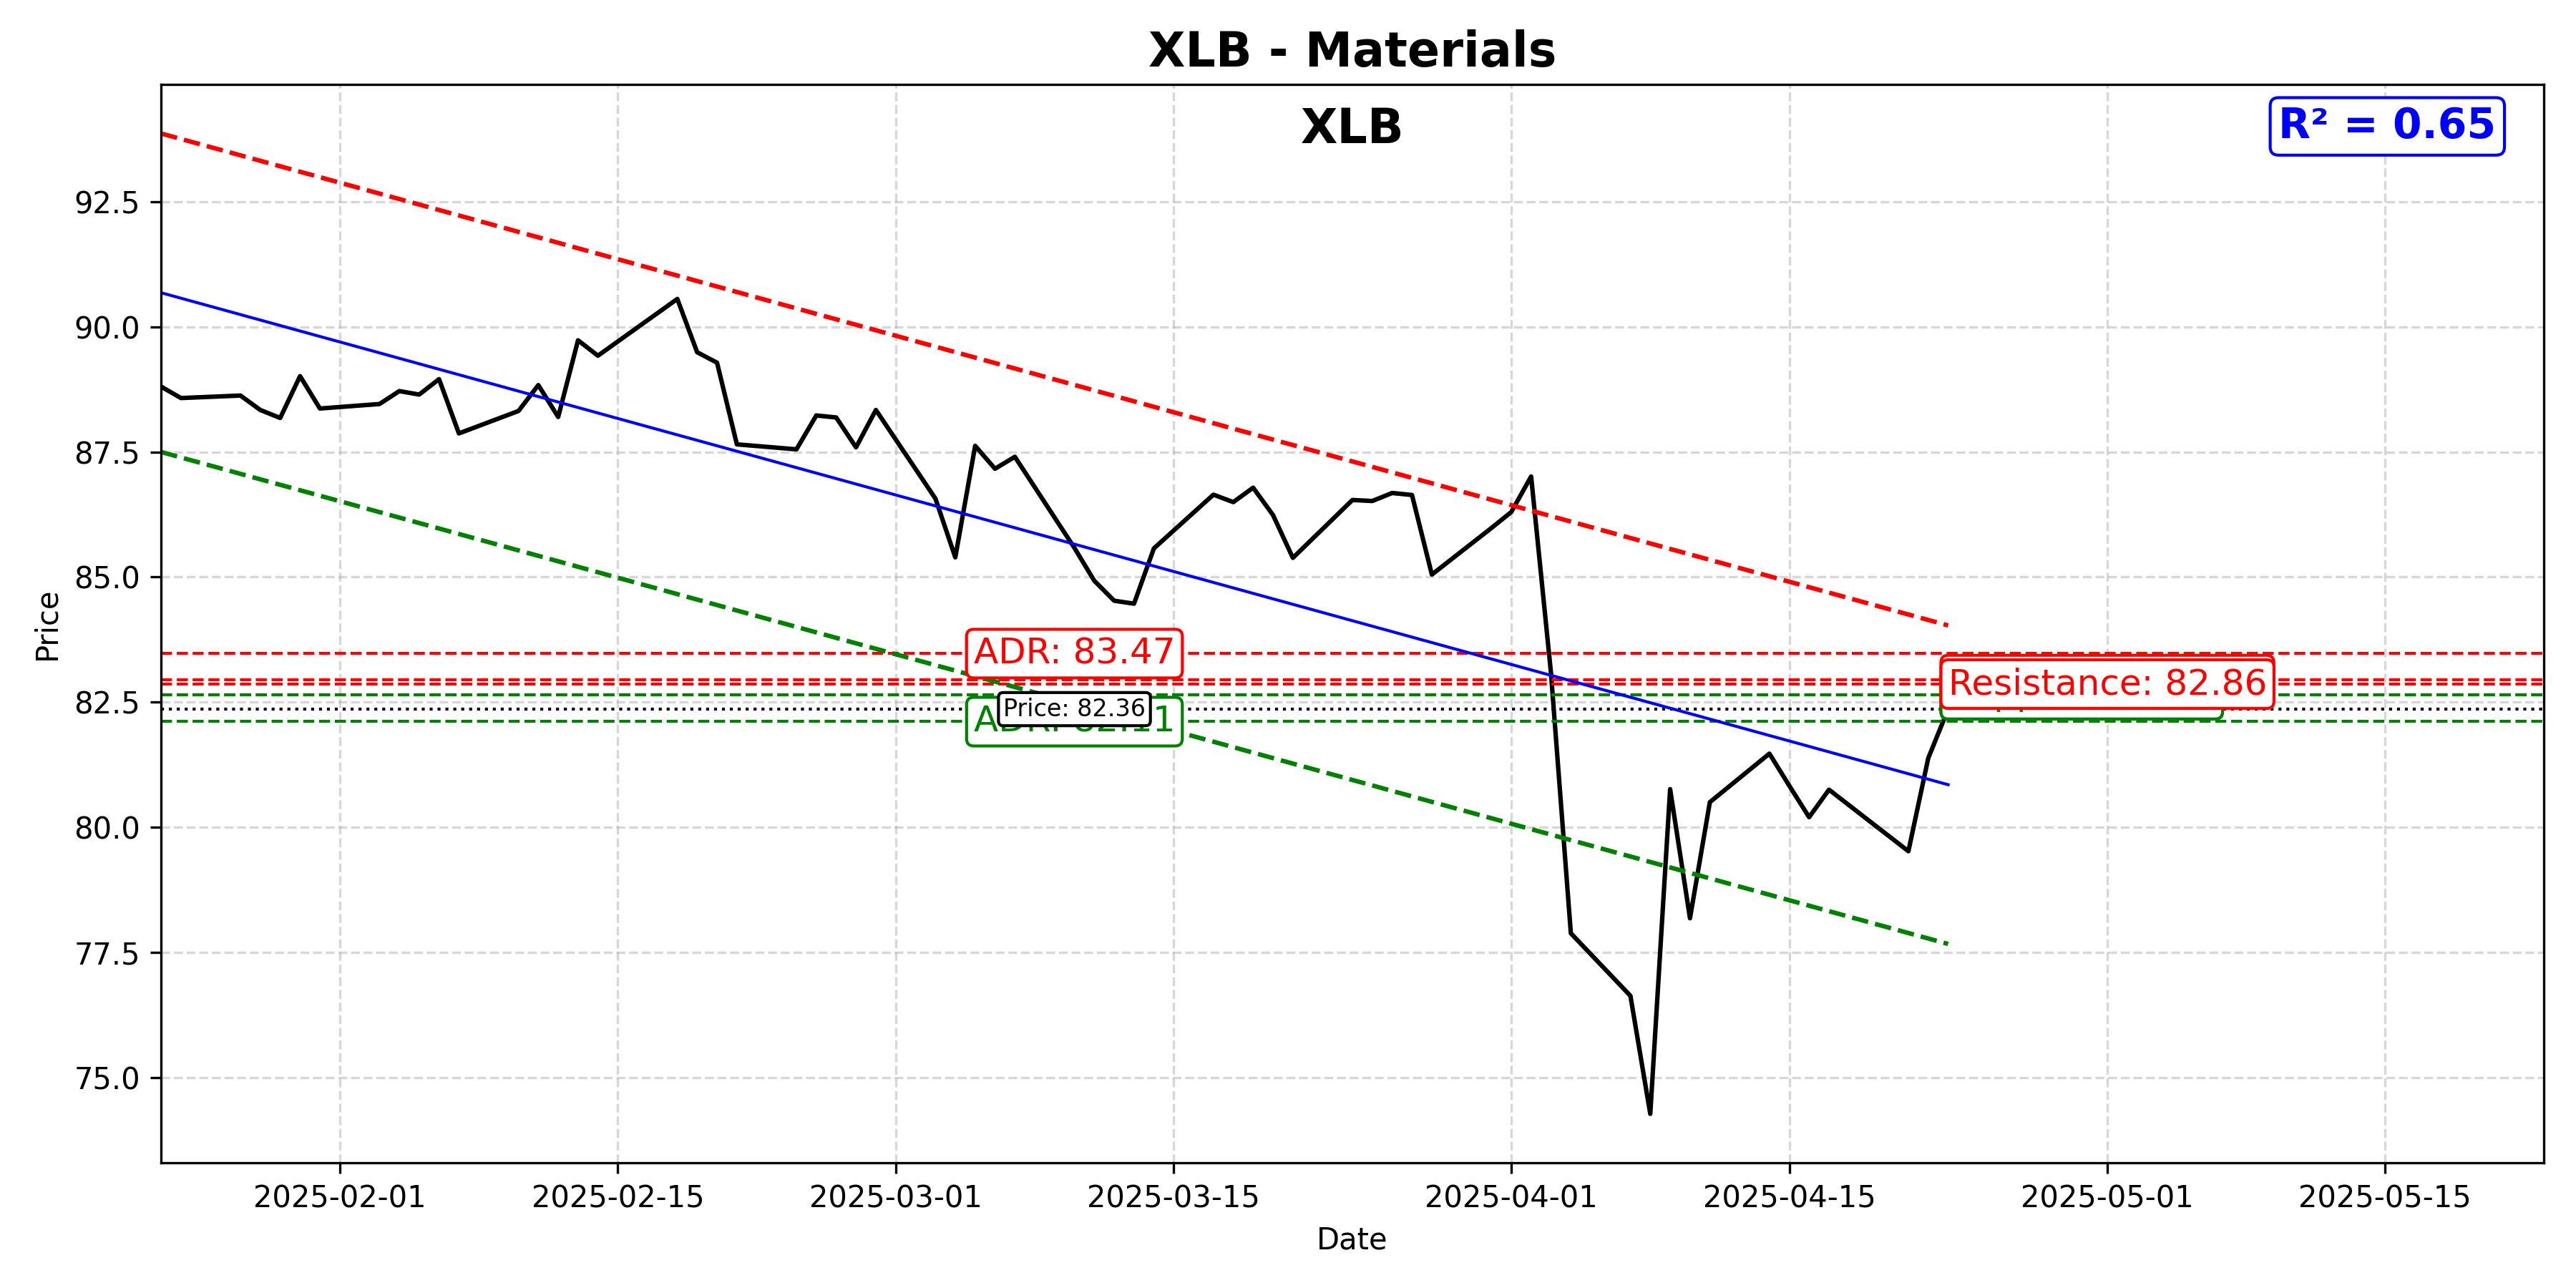 XLB - Materials
XLB
R² = 0.65
92.5
90.0
87.5
85.0
82.5
80.0
77.5
75.0
Price
ADR: 83.47
Price: 82.36
Resistance: 82.86
2025-02-01
2025-02-15
2025-03-01
2025-03-15
2025-04-01
2025-04-15
2025-05-01
2025-05-15
Date